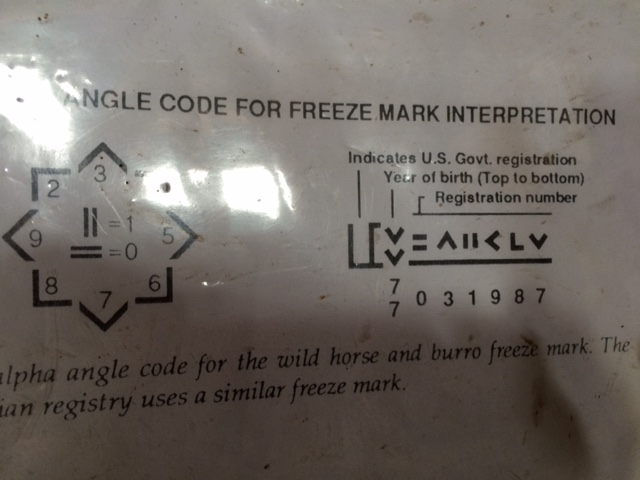 ANGLE CODE FOR FREEZE MARK INTERPRETATION
Indicates U.S. Govt. registration
Year of birth (Top to bottom)
Registration number
3
2
=1
9
5
=0
8
6
7
7 0 3 1 9 8 7
7
alpha angle code for the wild horse and burro freeze mark. The
registry uses a similar freeze mark.